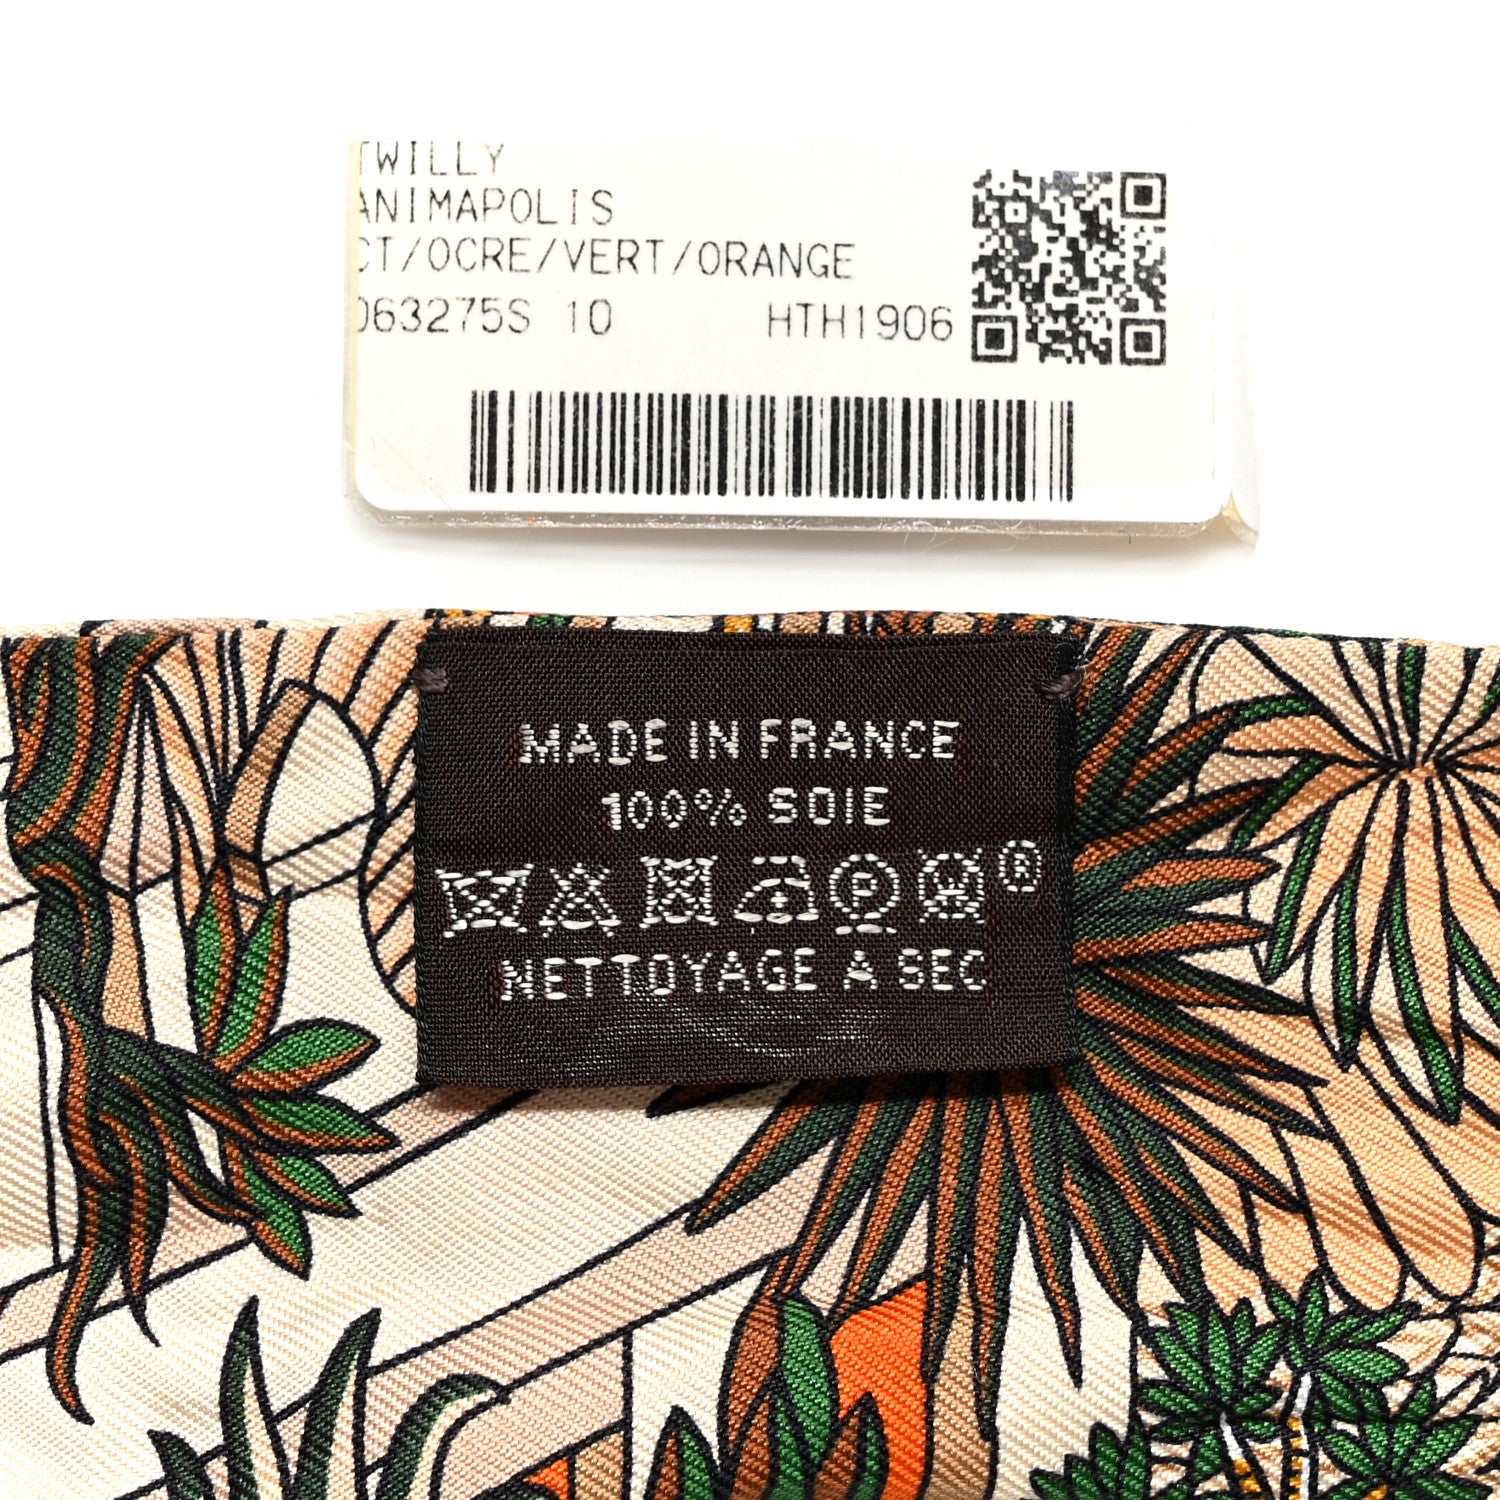 TWILLY
ANIMAPOLIS
CT/OCRE/VERT/ORANGE
063275S 10 HTH1906
MADE IN FRANCE
100% SOIE
P ®
NETTOYAGE A SEC